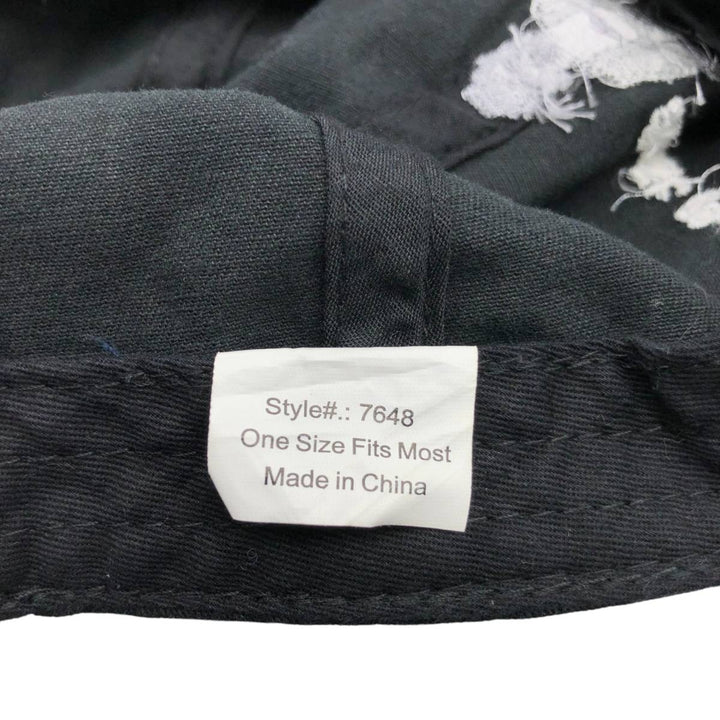 Style#.: 7648
One Size Fits Most
Made in China